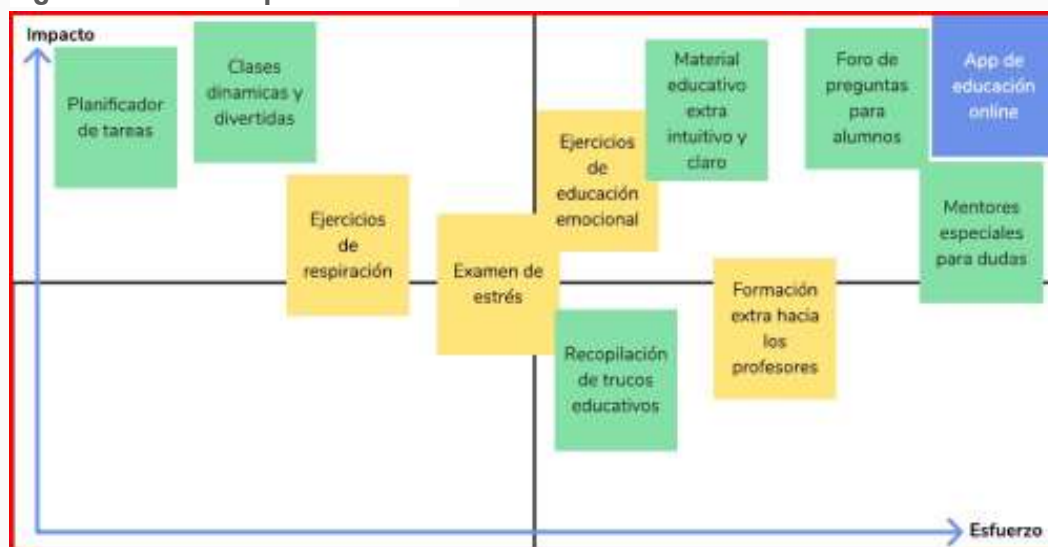 Impacto
Planificador
de tareas
Clases
dinamicas y
divertidas
Ejercicios
de
respiración
Examen de
estrés
Ejercicios
de
educación
emocional
Material
educativo
extra
intuitivo y
claro
Foro de
preguntas
para
alumnos
App de
educación
online
Mentores
especiales
para dudas
Formación
extra hacia
los
profesores
Recopilación
de trucos
educativos
Esfuerzo